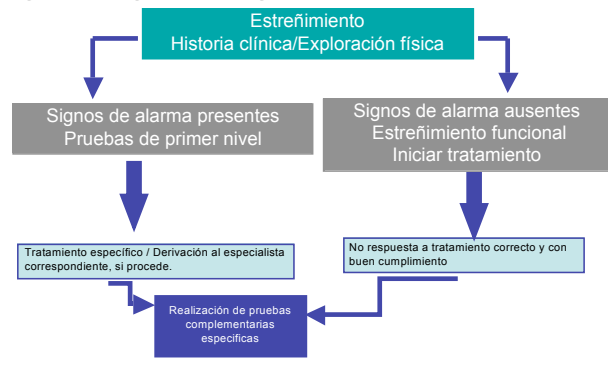 Estreñimiento
Historia clínica/Exploración física
Signos de alarma presentes
Pruebas de primer nivel
Signos de alarma ausentes
Estreñimiento funcional
Iniciar tratamiento
Tratamiento específico / Derivación al especialista
correspondiente, si procede.
No respuesta a tratamiento correcto y con
buen cumplimiento
Realización de pruebas
complementarias
especificas